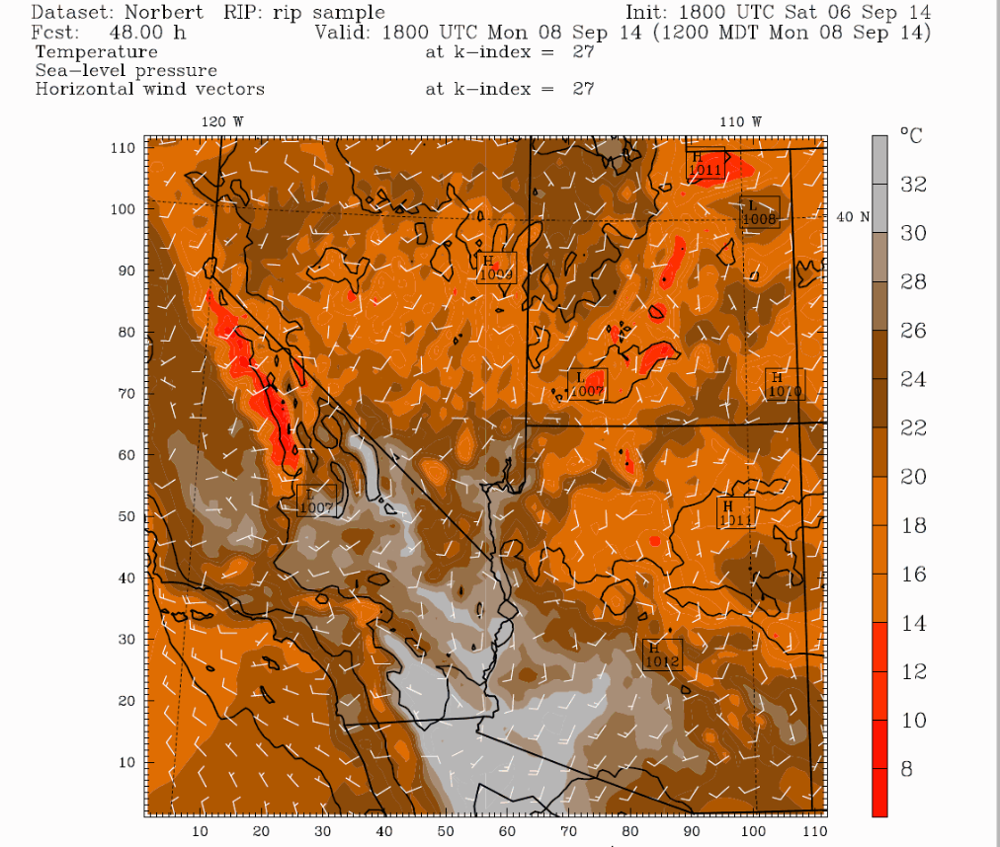 Dataset: Norbert RIP: rip sample Init: 1800 UTC Sat 06 Sep 14
Fcst: 48.00 h Valid: 1800 UTC Mon 08 Sep 14 (1200 MDT Mon 08 Sep 14)
Temperature at k-index = 27
Sea-level pressure
Horizontal wind vectors at k-index = 27
120 W 110 W
°C
110
H
1011
32
100
L
1008
40 N
30
90
H
1009
28
80
26
24
70
L
1007
H
1010
22
60
20
50
L
1007
H
1011
18
40
16
14
30
H
1012
12
20
10
10
8
10 20 30 40 50 60 70 80 90 100 110